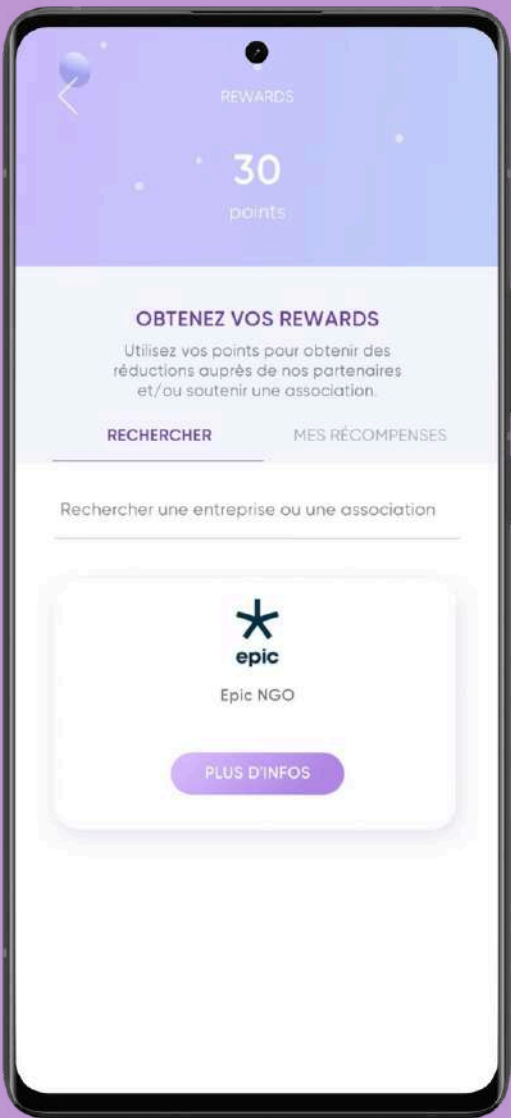 REWARDS
30
points
OBTENEZ VOS REWARDS
Utilisez vos points pour obtenir des
réductions auprès de nos partenaires
et/ou soutenir une association.
RECHERCHER MES RÉCOMPENSES
Rechercher une entreprise ou une association
epic
Epic NGO
PLUS D'INFOS